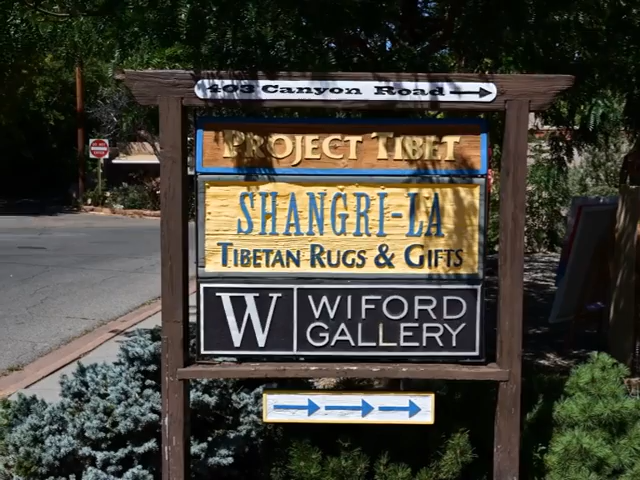 403 Canyon Road
PROJECT TIBET
SHANGRI-LA
TIBETAN RUGS & GIFTS
W WIFORD
GALLERY